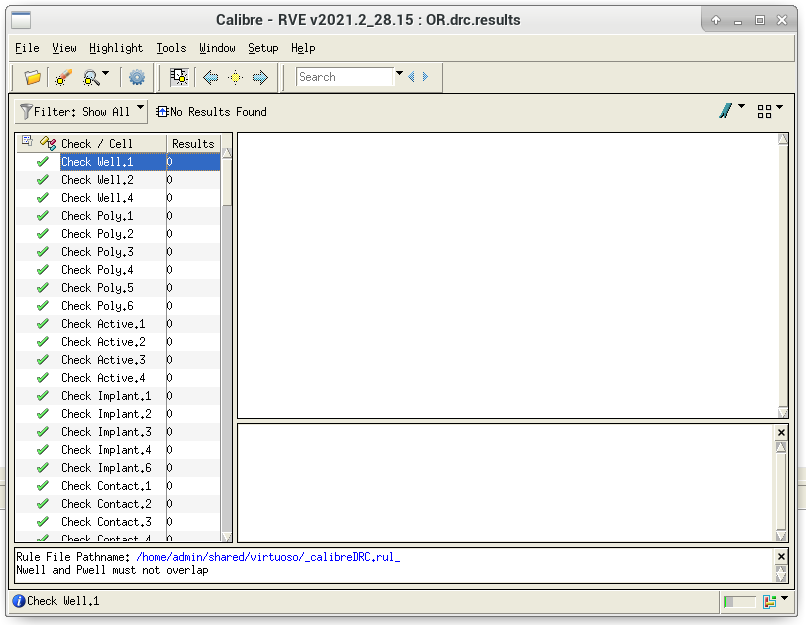 Calibre - RVE v2021.2_28.15 : OR.drc.results
File View Highlight Tools Window Setup Help
Search
Filter: Show All No Results Found
Check / Cell Results
Check Well.1 0
Check Well.2 0
Check Well.4 0
Check Poly.1 0
Check Poly.2 0
Check Poly.3 0
Check Poly.4 0
Check Poly.5 0
Check Poly.6 0
Check Active.1 0
Check Active.2 0
Check Active.3 0
Check Active.4 0
Check Implant.1 0
Check Implant.2 0
Check Implant.3 0
Check Implant.4 0
Check Implant.6 0
Check Contact.1 0
Check Contact.2 0
Check Contact.3 0
Check Contact.4 0
Rule File Pathname: /home/admin/shared/virtuoso/_calibreDRC.rul_
Nwell and Pwell must not overlap
Check Well.1